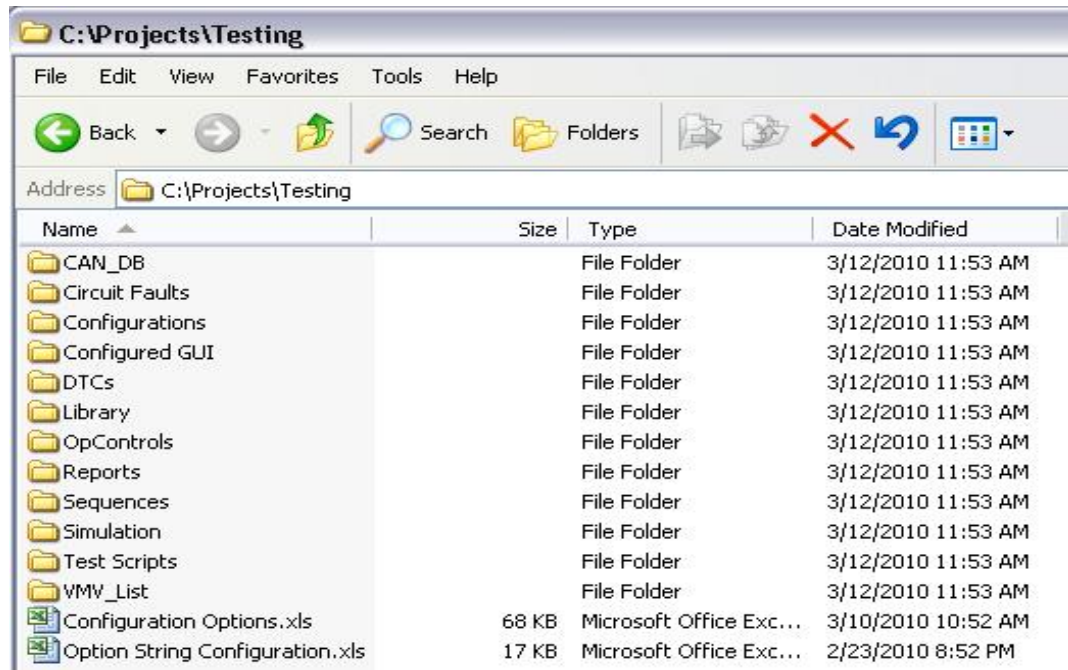 C:\Projects\Testing
File Edit View Favorites Tools Help
Back Search Folders
Address C:\Projects\Testing
Name Size Type Date Modified
CAN_DB File Folder 3/12/2010 11:53 AM
Circuit Faults File Folder 3/12/2010 11:53 AM
Configurations File Folder 3/12/2010 11:53 AM
Configured GUI File Folder 3/12/2010 11:53 AM
DTCs File Folder 3/12/2010 11:53 AM
Library File Folder 3/12/2010 11:53 AM
OpControls File Folder 3/12/2010 11:53 AM
Reports File Folder 3/12/2010 11:53 AM
Sequences File Folder 3/12/2010 11:53 AM
Simulation File Folder 3/12/2010 11:53 AM
Test Scripts File Folder 3/12/2010 11:53 AM
VMV_List File Folder 3/12/2010 11:53 AM
Configuration Options.xls 68 KB Microsoft Office Exc... 3/10/2010 10:52 AM
Option String Configuration.xls 17 KB Microsoft Office Exc... 2/23/2010 8:52 PM